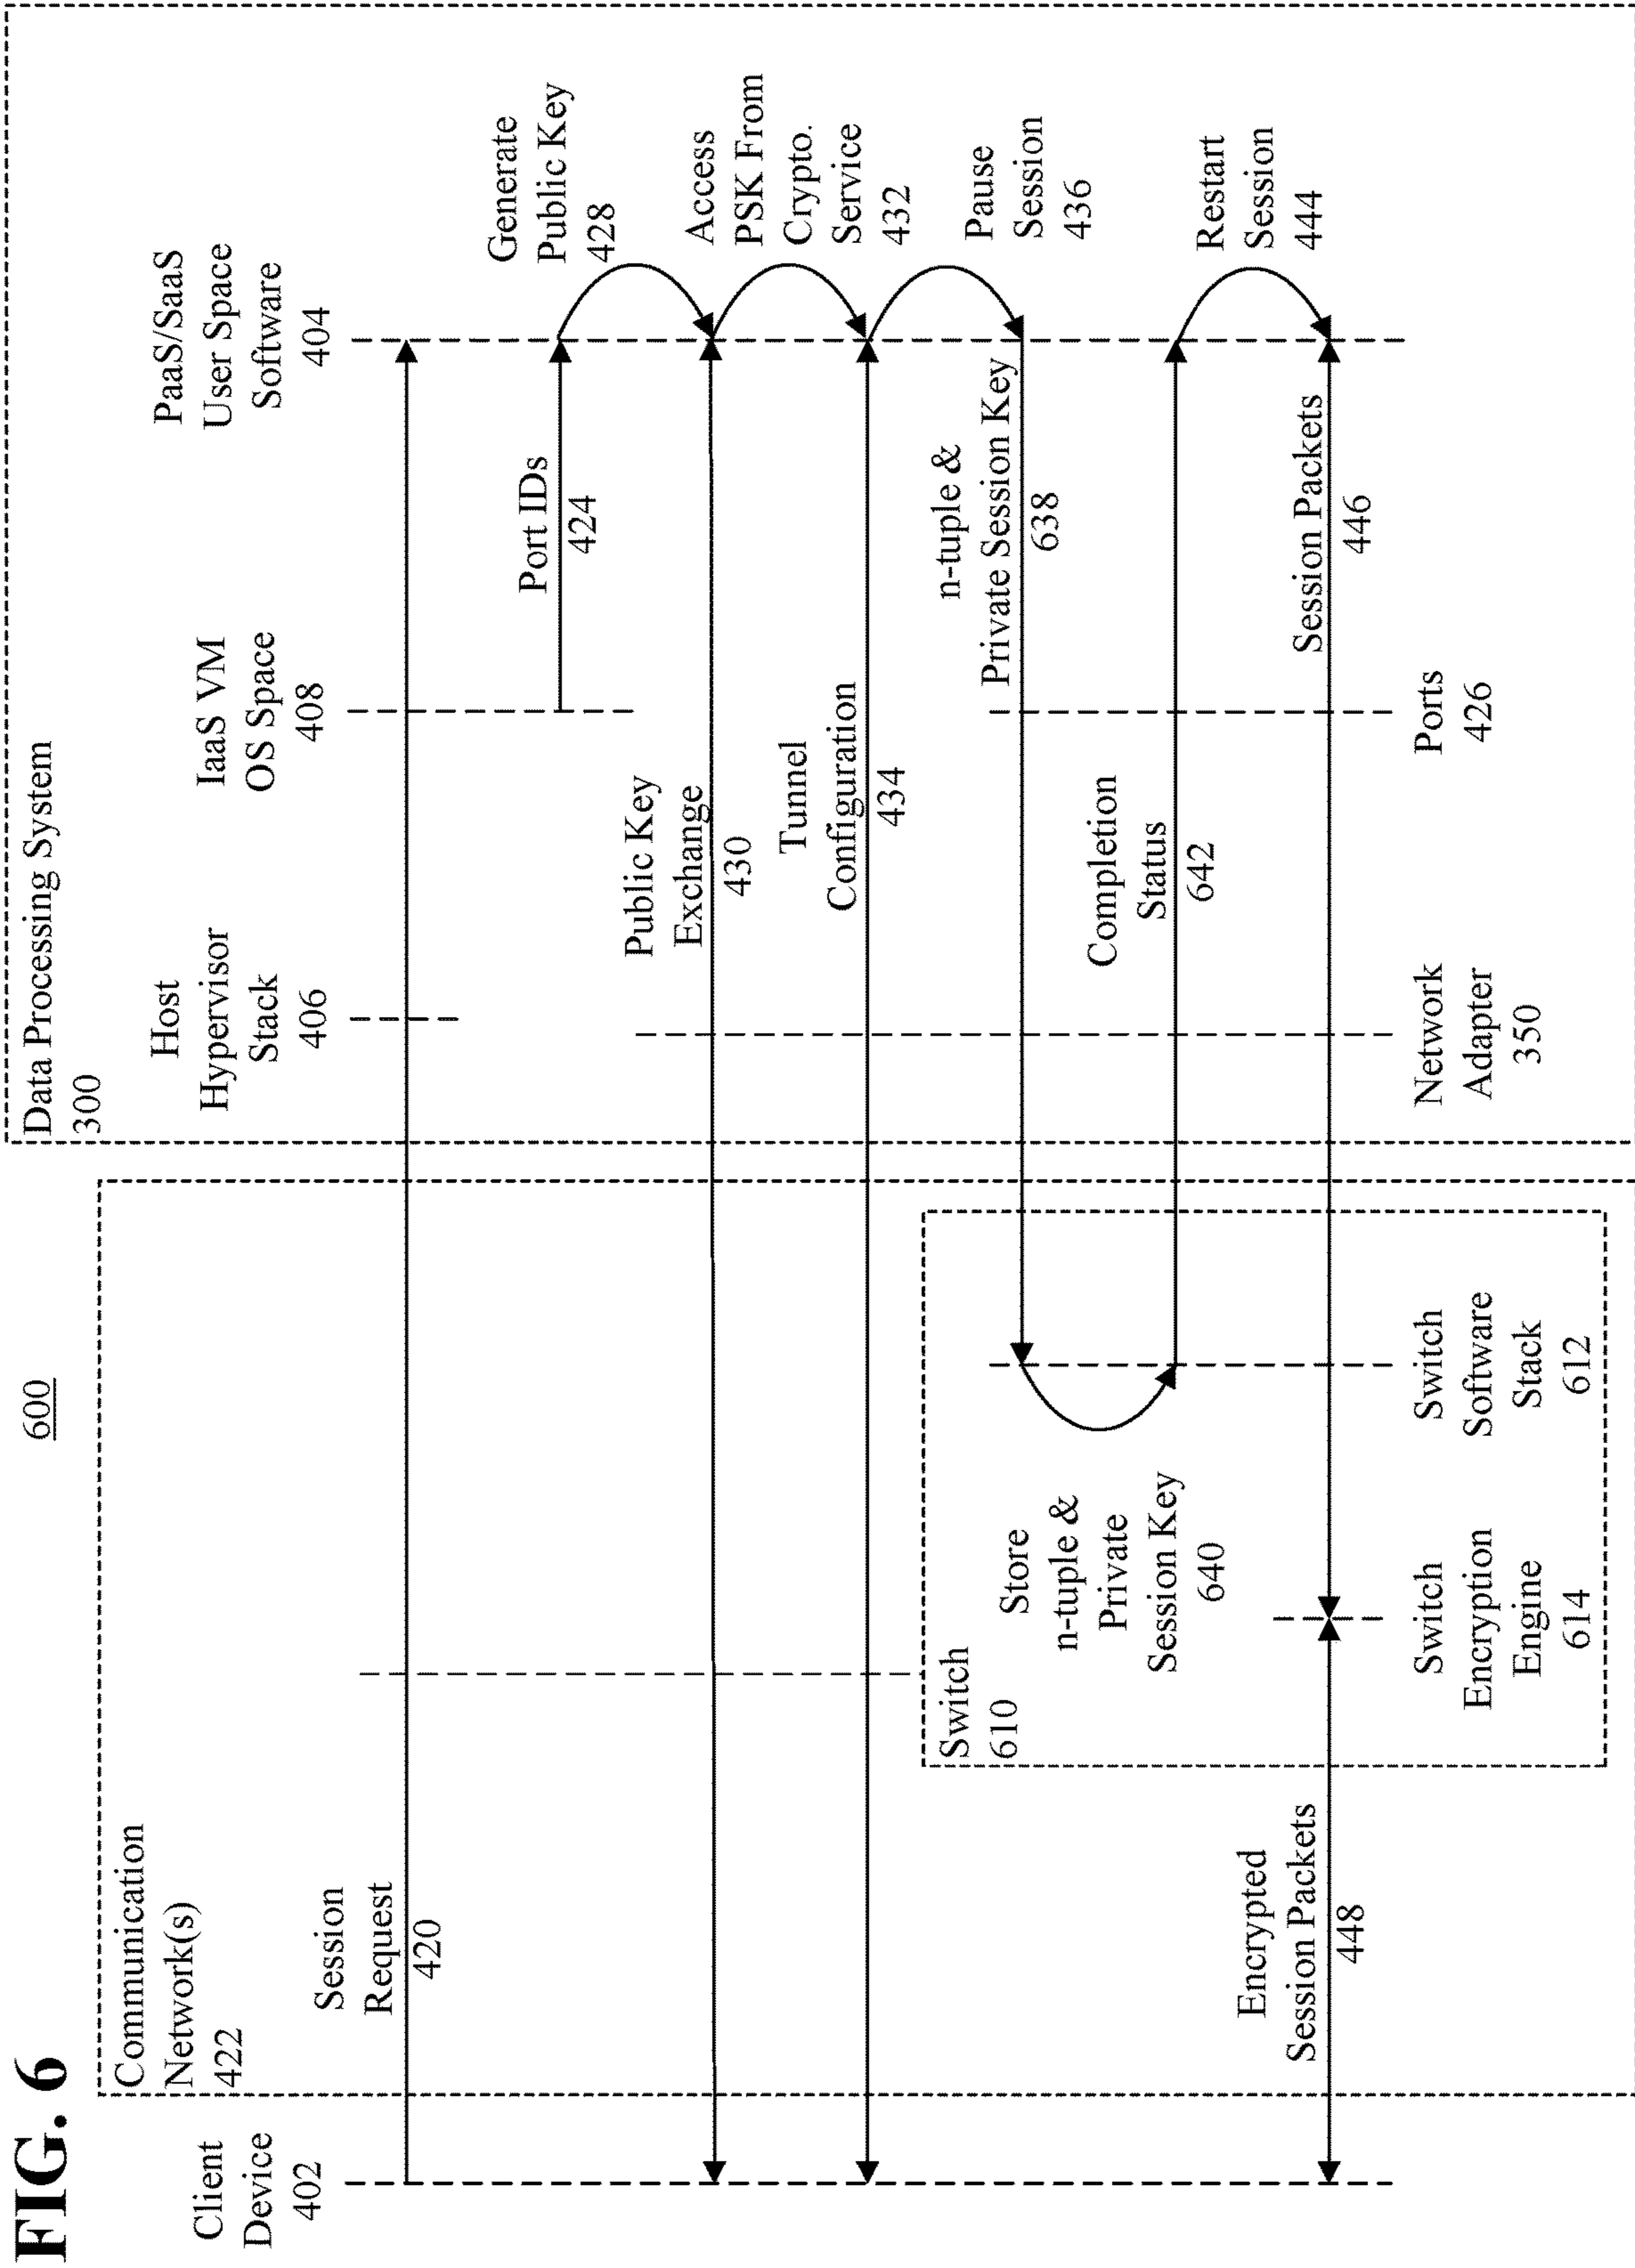 FIG. 6
600
Client
Device
402
Communication
Network(s)
422
Data Processing System
300
Host
Hypervisor
Stack
406
IaaS VM
OS Space
408
PaaS/SaaS
User Space
Software
404
Session
Request
420
Port IDs
424
Generate
Public Key
428
Public Key
Exchange
430
Access
PSK From
Crypto.
Service
432
Tunnel
Configuration
434
Pause
Session
436
n-tuple &
Private Session Key
638
Switch
610
Store
n-tuple &
Private
Session Key
640
Completion
Status
642
Restart
Session
444
Encrypted
Session Packets
448
Session Packets
446
Switch
Encryption
Engine
614
Switch
Software
Stack
612
Network
Adapter
350
Ports
426